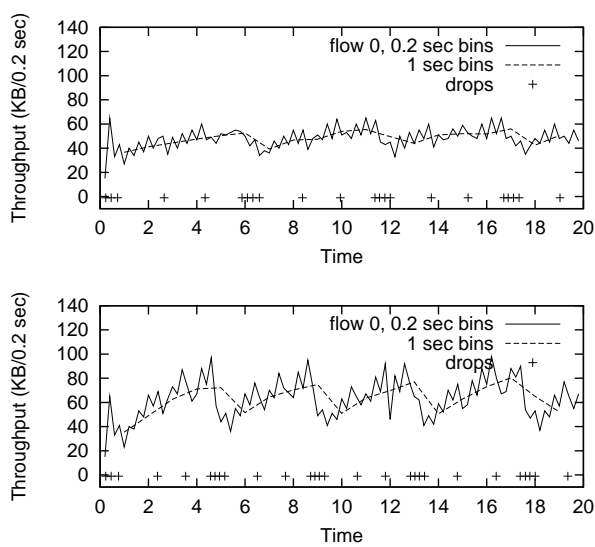 140
120
100
80
60
40
20
0
Throughput (KB/0.2 sec)
flow 0, 0.2 sec bins
1 sec bins
drops
0 2 4 6 8 10 12 14 16 18 20
Time
140
120
100
80
60
40
20
0
Throughput (KB/0.2 sec)
flow 0, 0.2 sec bins
1 sec bins
drops
0 2 4 6 8 10 12 14 16 18 20
Time